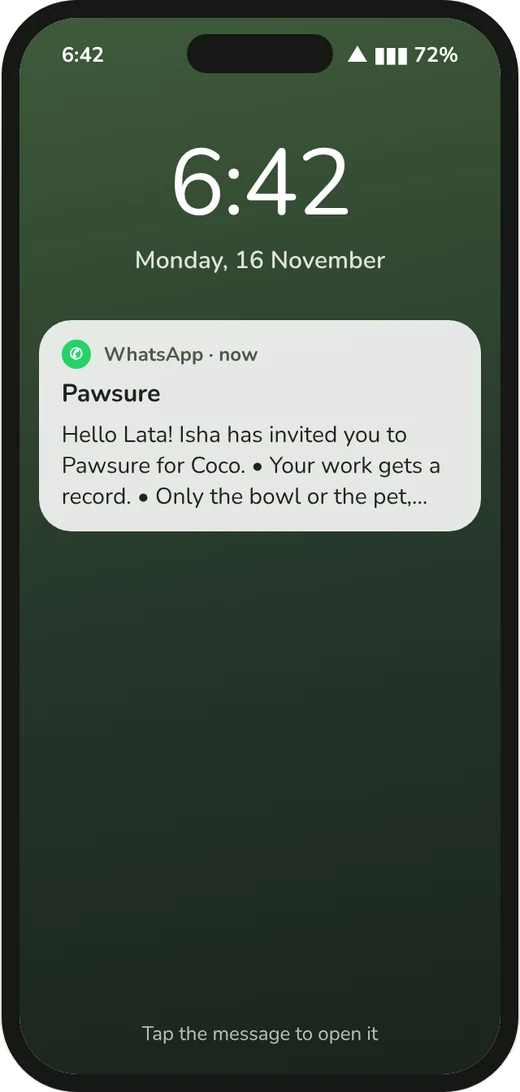 6:42
72%
6:42
Monday, 16 November
WhatsApp · now
Pawsure
Hello Lata! Isha has invited you to
Pawsure for Coco. • Your work gets a
record. • Only the bowl or the pet,...
Tap the message to open it